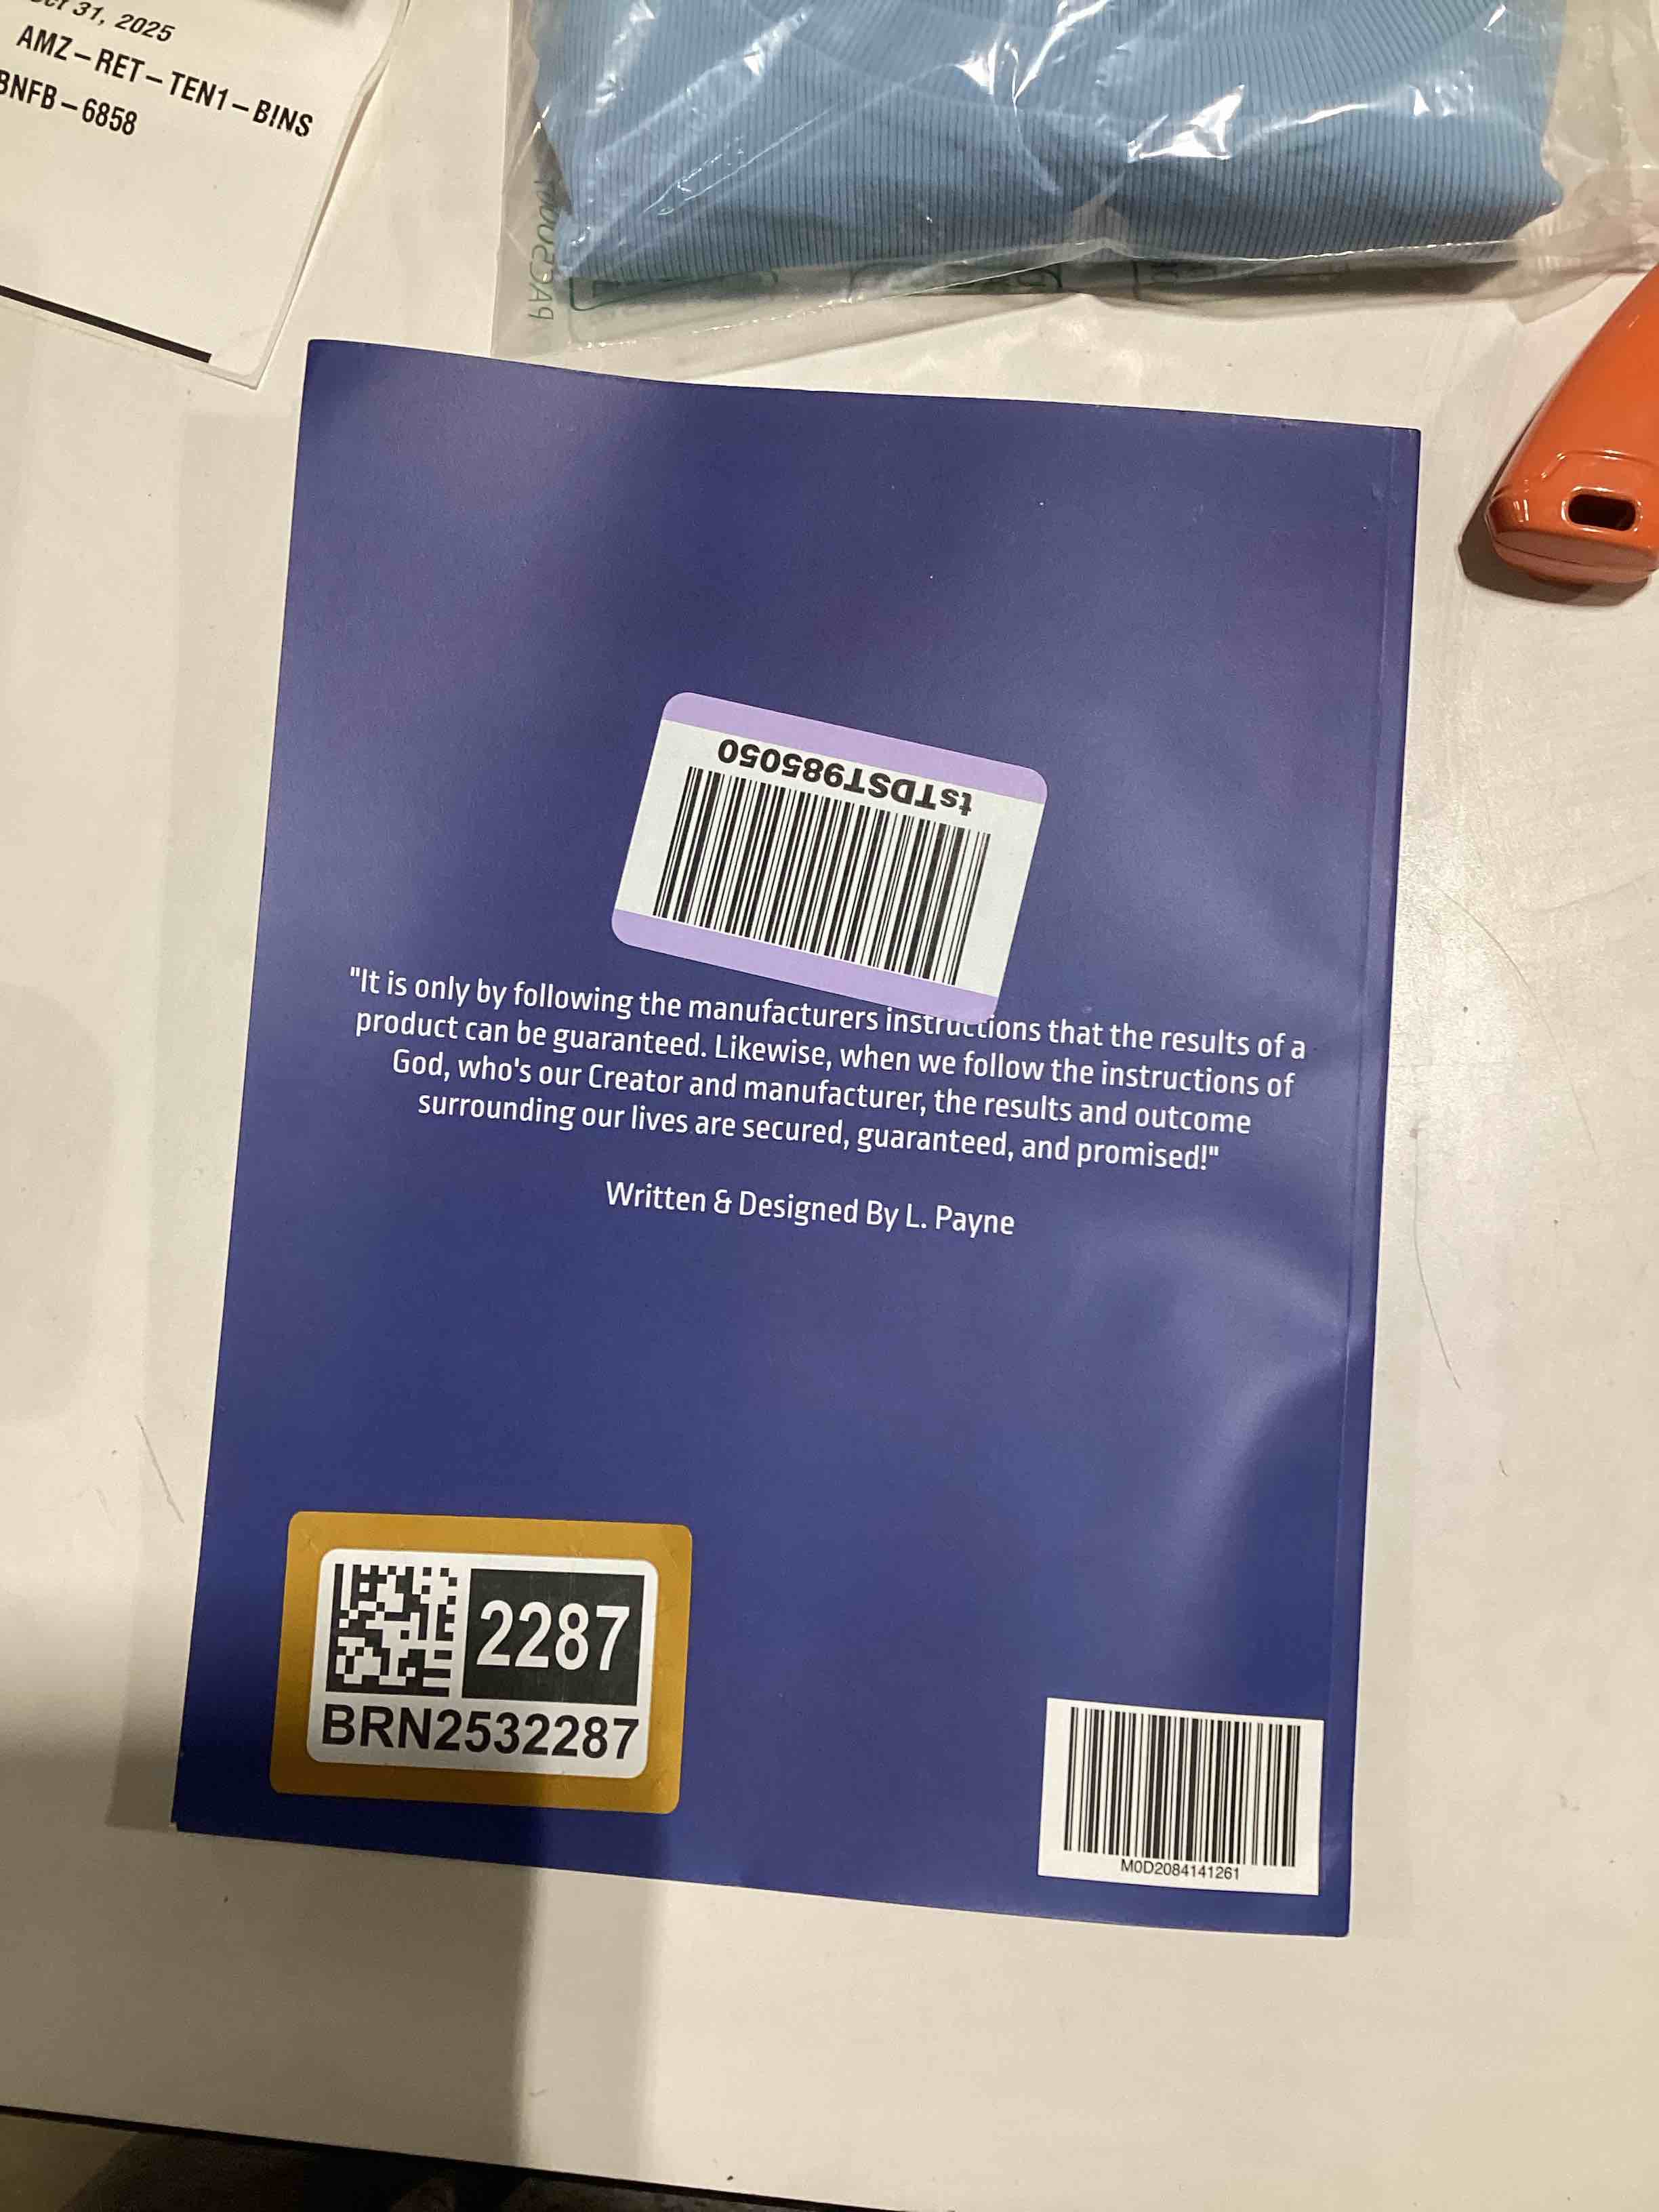 31, 2025
AMZ-RET-TEN1-BINS
BNFB-6858
tsTDST985050
"It is only by following the manufacturers instructions that the results of a
product can be guaranteed. Likewise, when we follow the instructions of
God, who's our Creator and manufacturer, the results and outcome
surrounding our lives are secured, guaranteed, and promised!"
Written & Designed By L. Payne
2287
BRN2532287
M0D2084141261